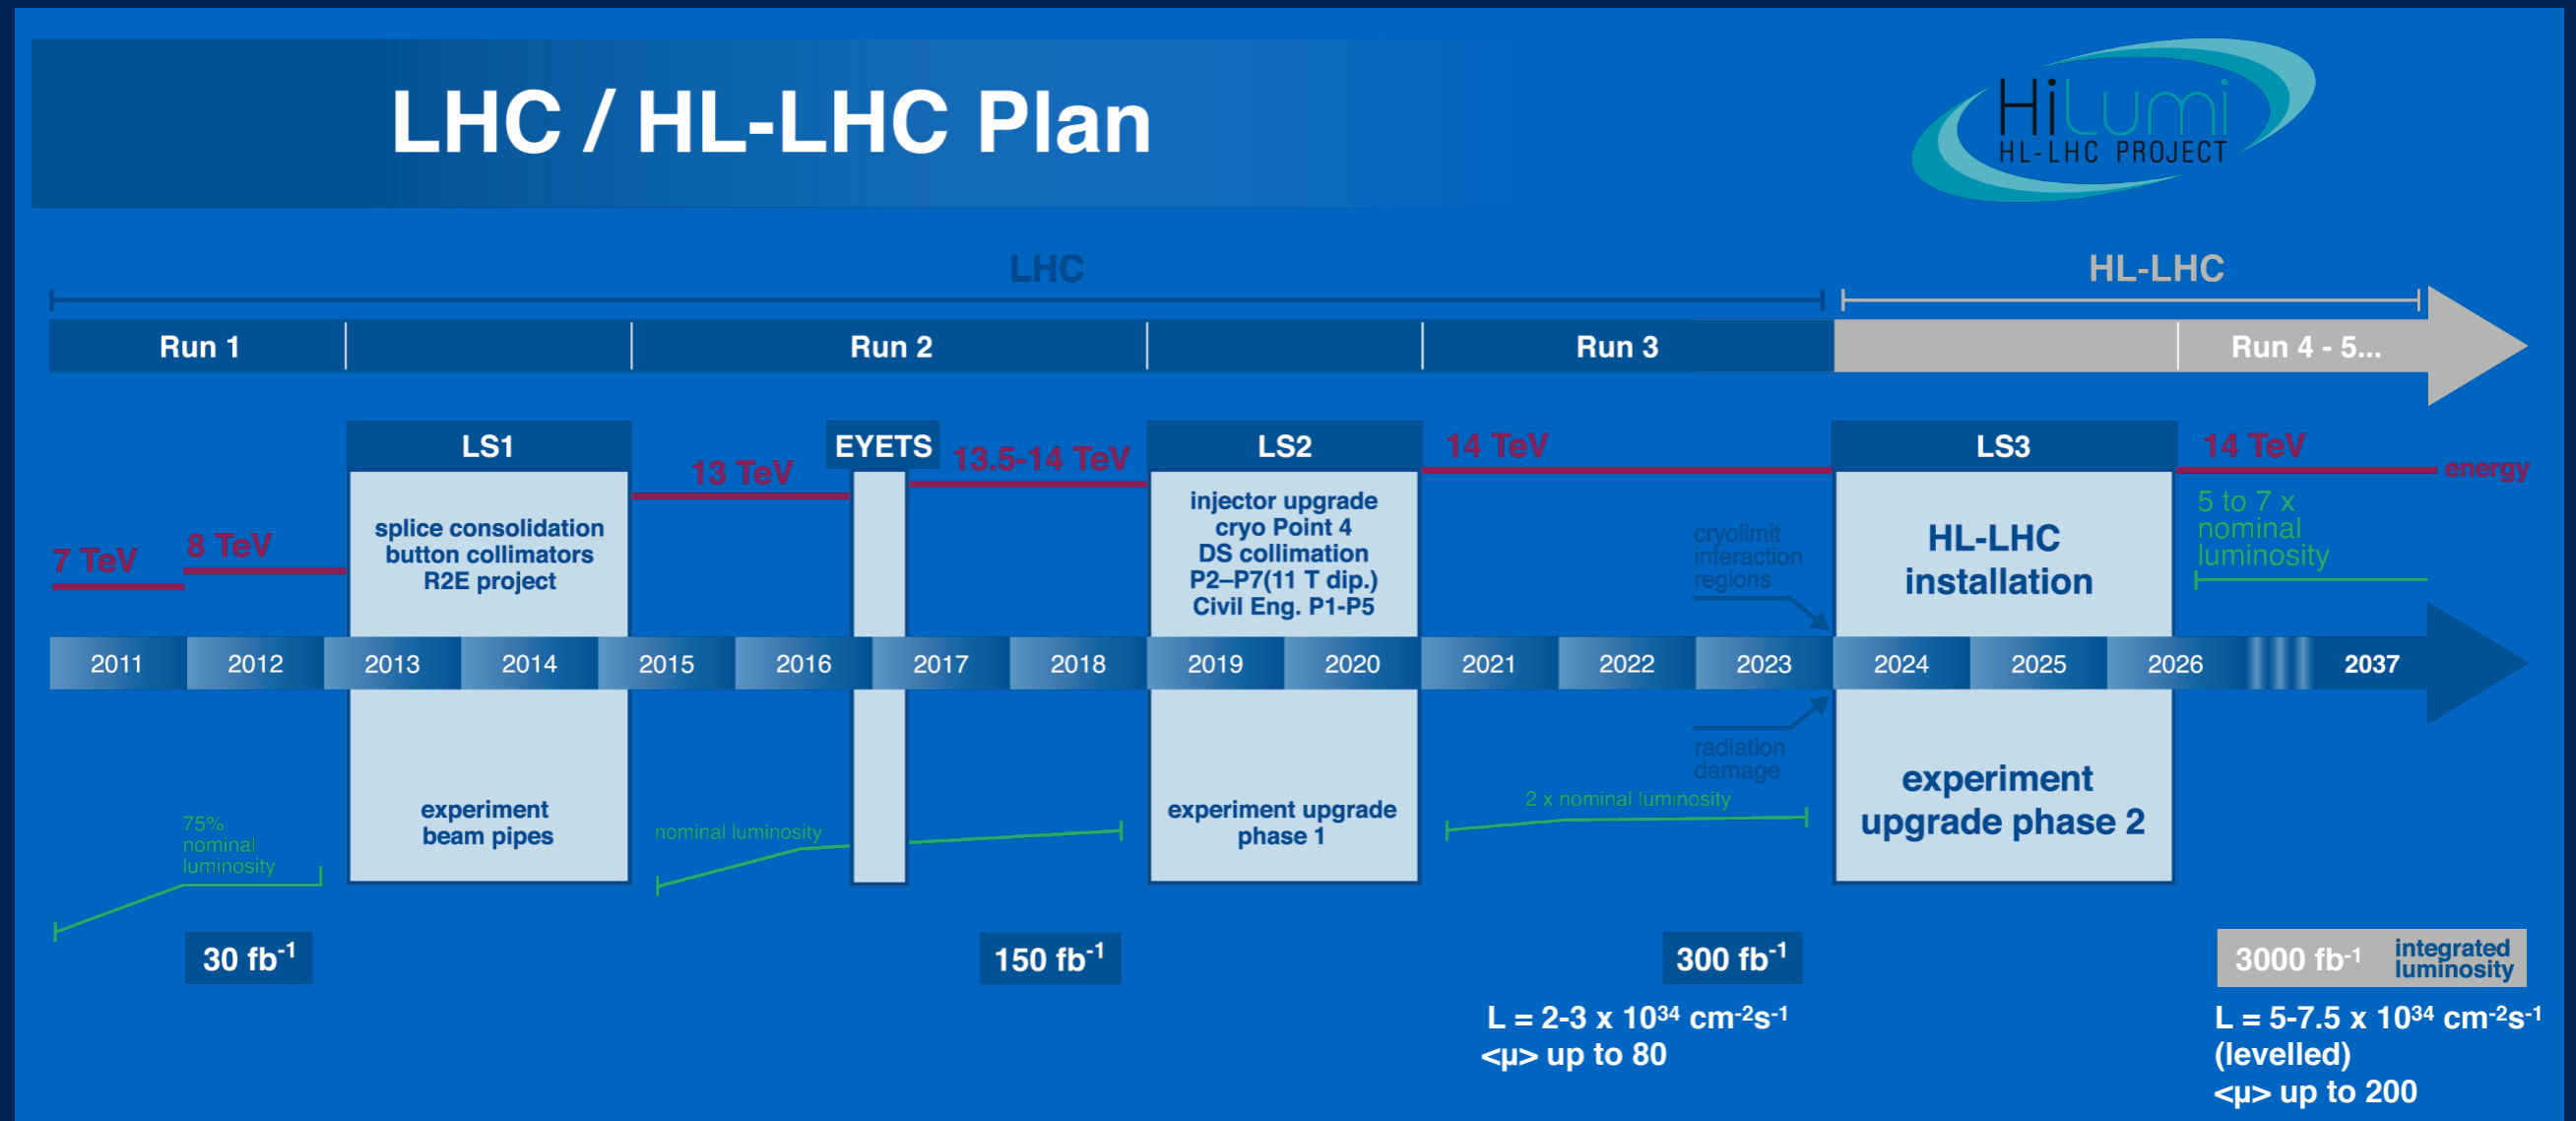 LHC / HL-LHC Plan
HiLumi
HL-LHC PROJECT
LHC
HL-LHC
Run 1
Run 2
Run 3
Run 4 - 5...
LS1
EYETS
LS2
LS3
7 TeV
8 TeV
13 TeV
13.5-14 TeV
14 TeV
14 TeV
energy
splice consolidation
button collimators
R2E project
injector upgrade
cryo Point 4
DS collimation
P2–P7(11 T dip.)
Civil Eng. P1-P5
cryolimit
interaction
regions
HL-LHC
installation
5 to 7 x
nominal
luminosity
2011
2012
2013
2014
2015
2016
2017
2018
2019
2020
2021
2022
2023
2024
2025
2026
2037
75%
nominal
luminosity
experiment
beam pipes
nominal luminosity
experiment upgrade
phase 1
radiation
damage
2 x nominal luminosity
experiment
upgrade phase 2
30 fb-1
150 fb-1
300 fb-1
3000 fb-1
integrated
luminosity
L = 2-3 x 1034 cm-2s-1
<µ> up to 80
L = 5-7.5 x 1034 cm-2s-1
(levelled)
<µ> up to 200